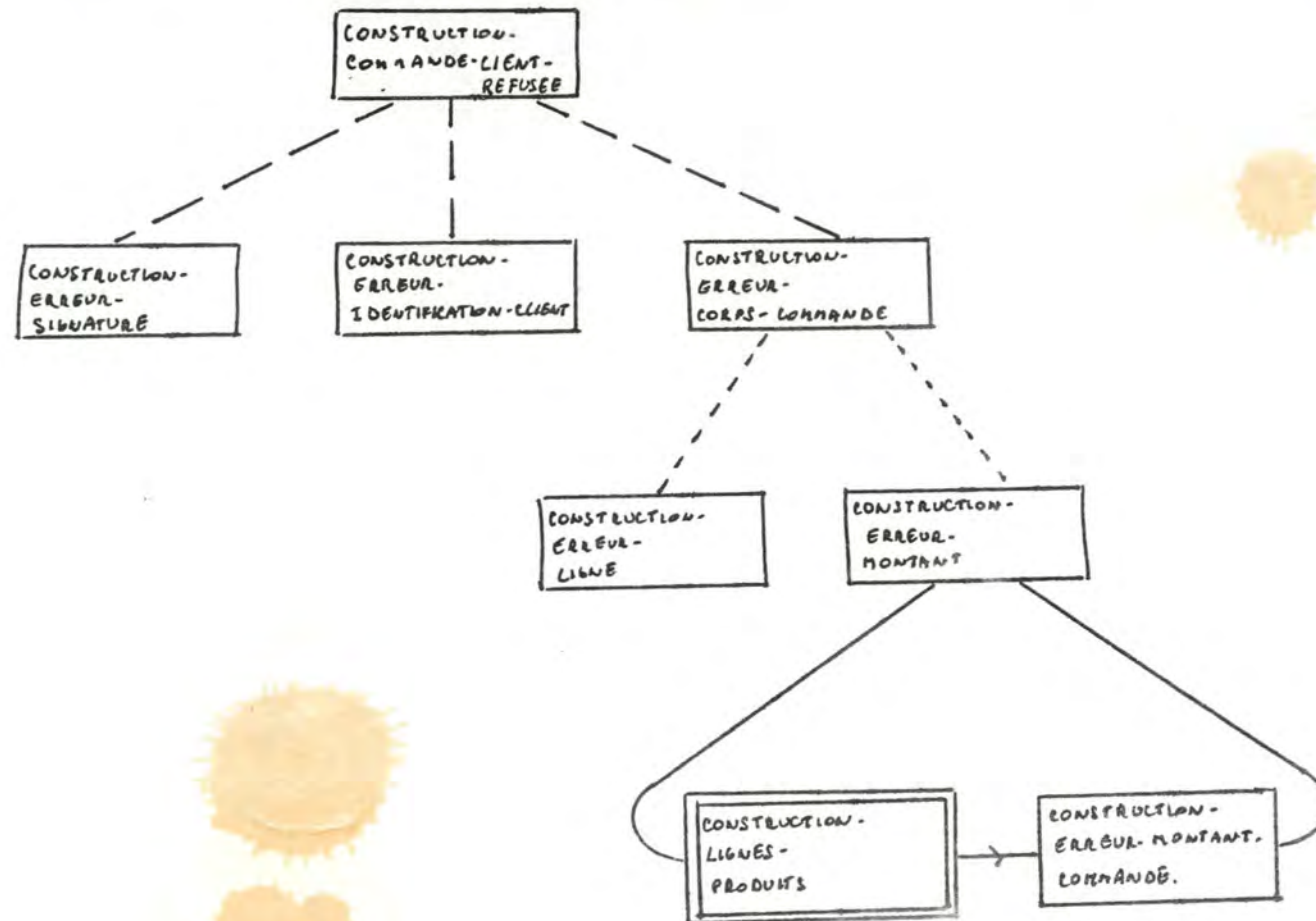 CONSTRUCTION-
COMMANDE-CLIENT-
REFUSEE
CONSTRUCTION-
ERREUR-
SIGNATURE
CONSTRUCTION-
ERREUR-
IDENTIFICATION-CLIENT
CONSTRUCTION-
ERREUR-
CORPS-COMMANDE
CONSTRUCTION-
ERREUR-
LIGNE
CONSTRUCTION-
ERREUR-
MONTANT
CONSTRUCTION-
LIGNES-
PRODUITS
CONSTRUCTION-
ERREUR-MONTANT-
COMMANDE.